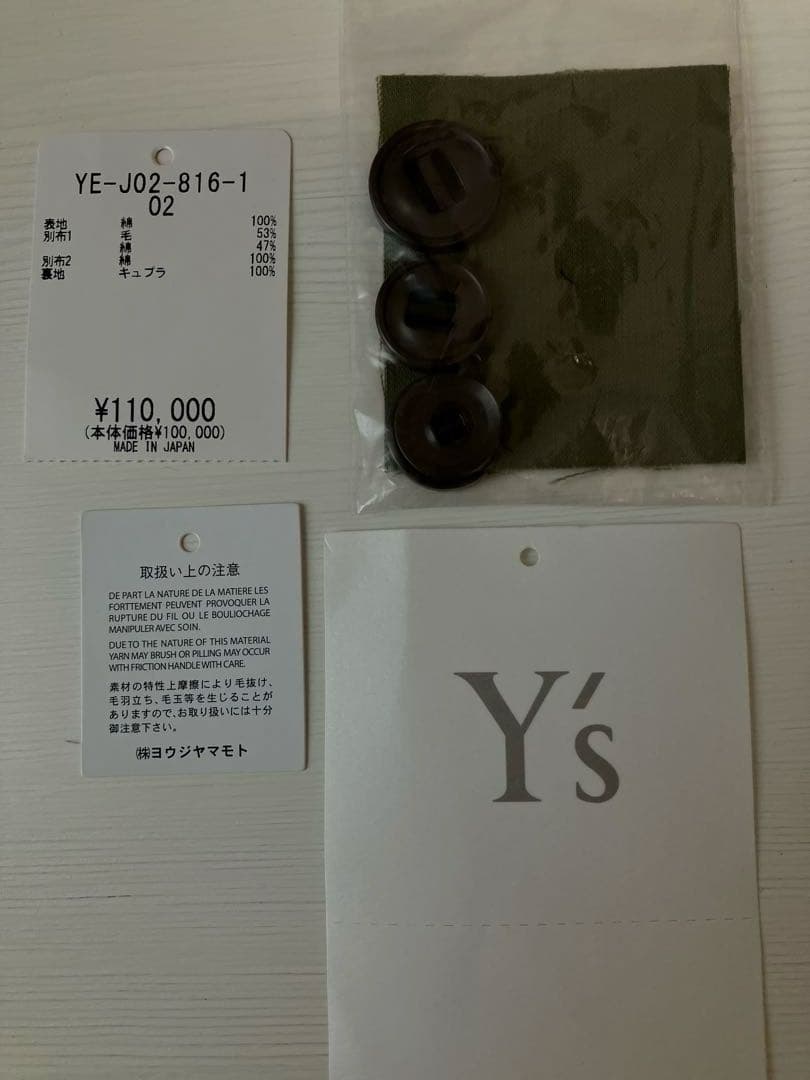 YE-J02-816-1
02
表地 綿 100%
別布1 毛 53%
綿 47%
別布2 綿 100%
裏地 キュプラ 100%
¥110,000
(本体価格¥100,000)
MADE IN JAPAN
取扱い上の注意
DE PART LA NATURE DE LA MATIERE LES
FORTTEMENT PEUVENT PROVOQUER LA
RUPTURE DU FIL OU LE BOULIOCHAGE
MANIPULER AVEC SOIN.
DUE TO THE NATURE OF THIS MATERIAL
YARN MAY BRUSH OR PILLING MAY OCCUR
WITH FRICTION HANDLE WITH CARE.
素材の特性上摩擦により毛抜け、
毛羽立ち、毛玉等を生じることが
ありますので、お取り扱いには十分
御注意下さい。
㈱ヨウジヤマモト
Y's